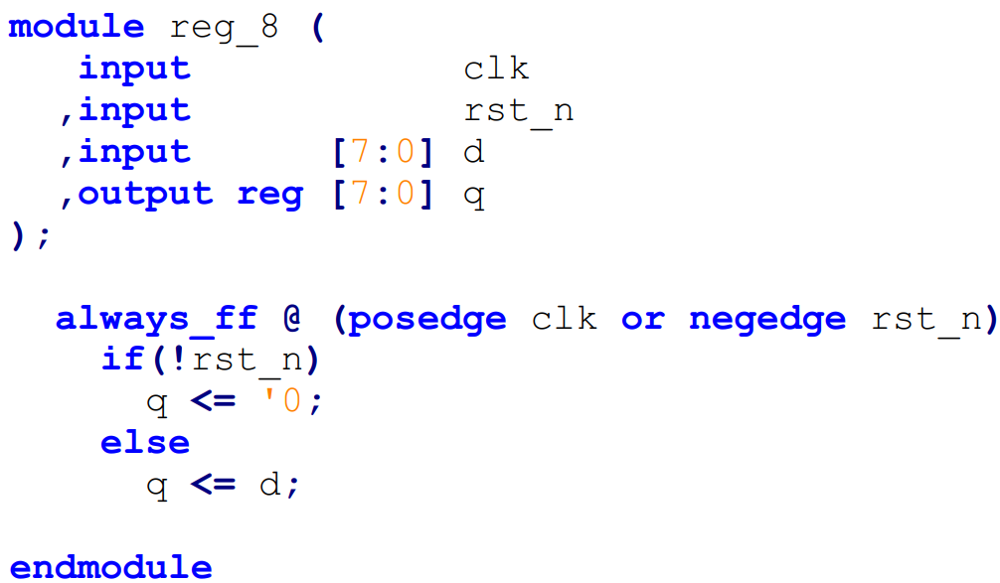 module reg_8 (
   input            clk
  ,input            rst_n
  ,input      [7:0] d
  ,output reg [7:0] q
);

  always_ff @ (posedge clk or negedge rst_n)
    if(!rst_n)
      q <= '0;
    else
      q <= d;

endmodule